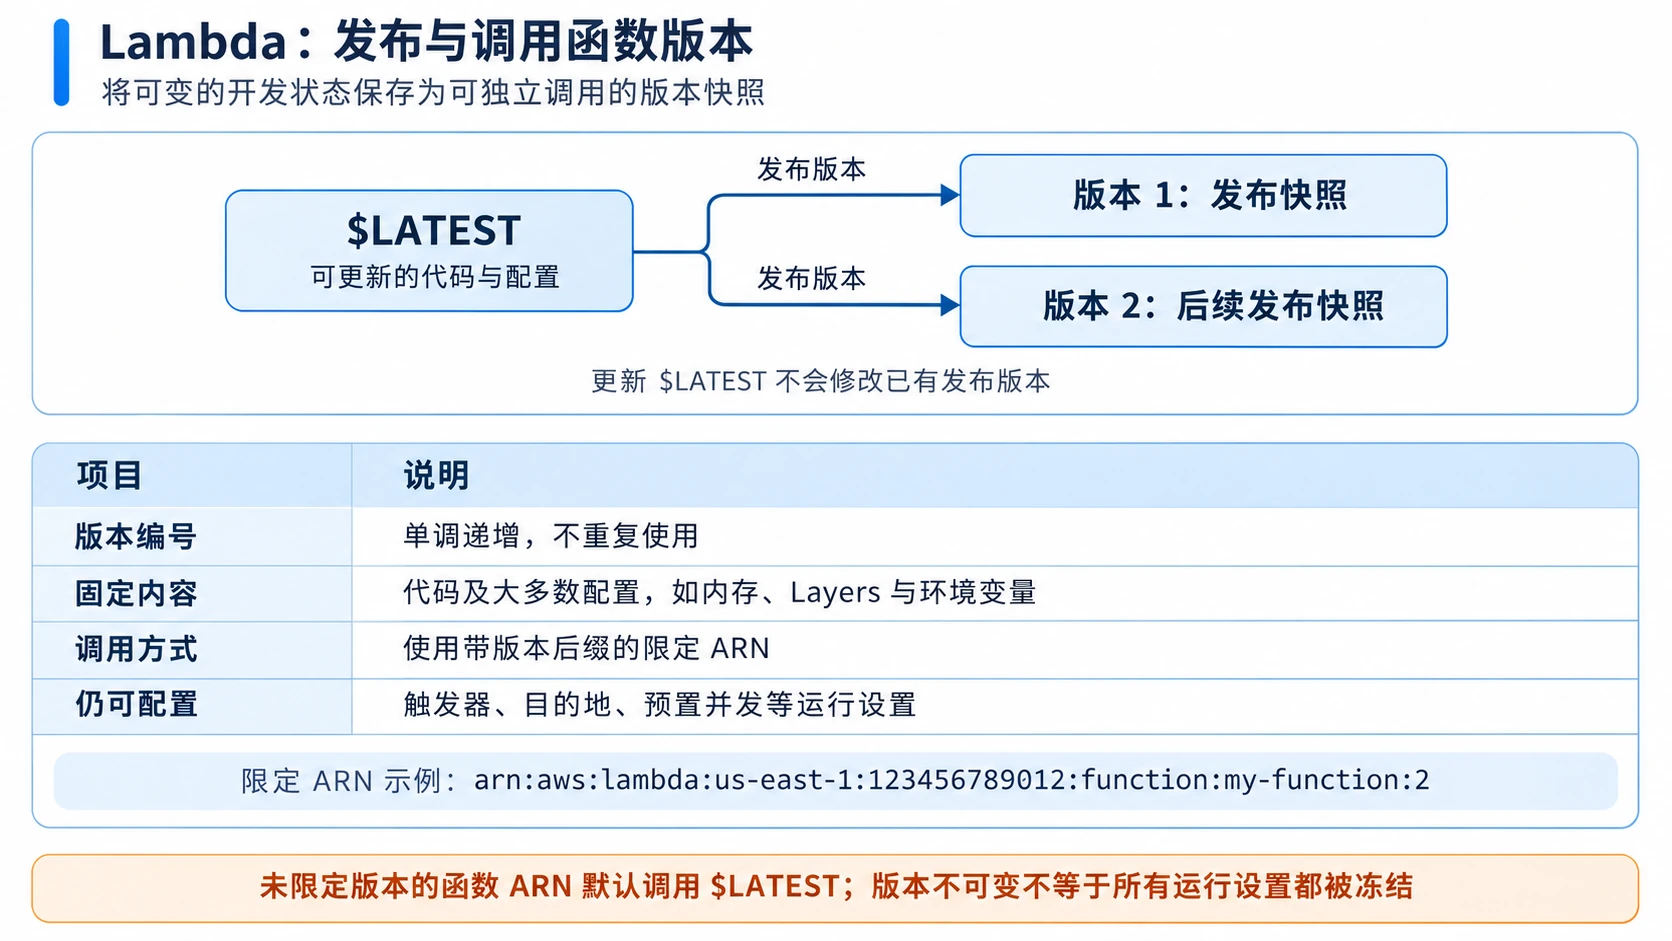 Lambda：发布与调用函数版本
将可变的开发状态保存为可独立调用的版本快照
$LATEST
可更新的代码与配置
发布版本
版本 1：发布快照
发布版本
版本 2：后续发布快照
更新 $LATEST 不会修改已有发布版本
项目 说明
版本编号 单调递增，不重复使用
固定内容 代码及大多数配置，如内存、Layers 与环境变量
调用方式 使用带版本后缀的限定 ARN
仍可配置 触发器、目的地、预置并发等运行设置
限定 ARN 示例：arn:aws:lambda:us-east-1:123456789012:function:my-function:2
未限定版本的函数 ARN 默认调用 $LATEST；版本不可变不等于所有运行设置都被冻结